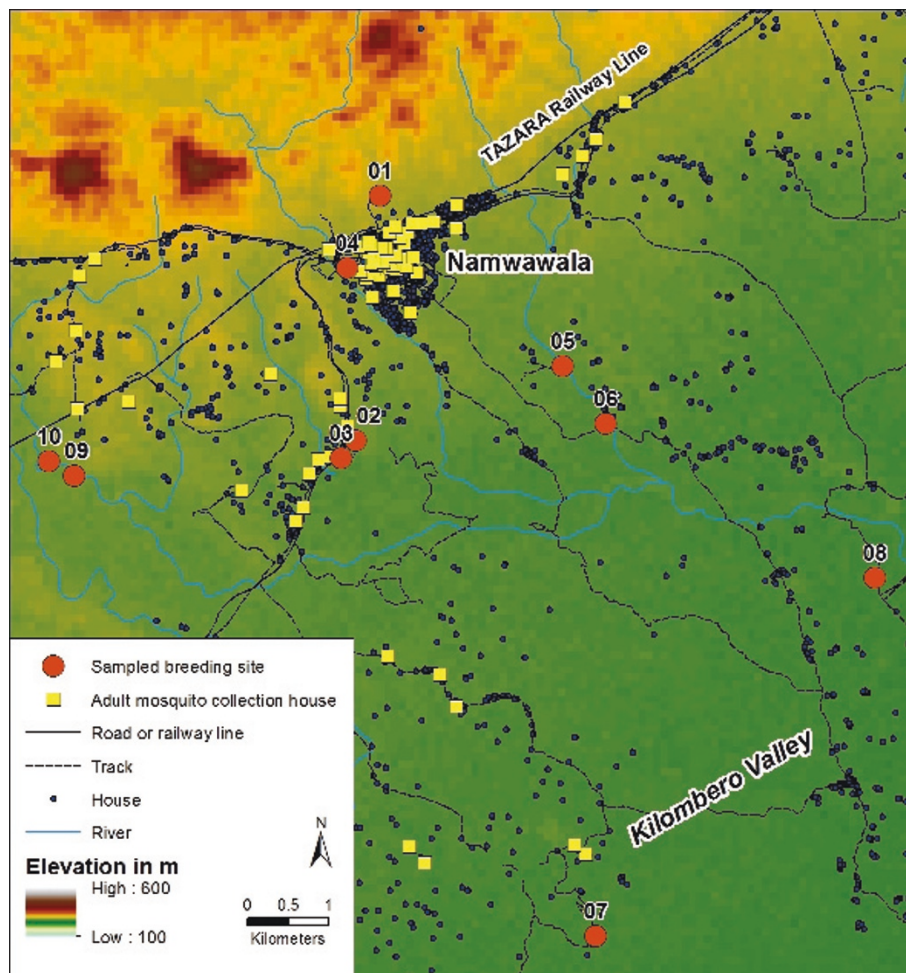 TAZARA Railway Line
01
04
Namwawala
05
06
02
03
10
09
08
Kilombero Valley
07
Sampled breeding site
Adult mosquito collection house
Road or railway line
Track
House
River
N
Elevation in m
High : 600
Low : 100
0 0.5 1
Kilometers